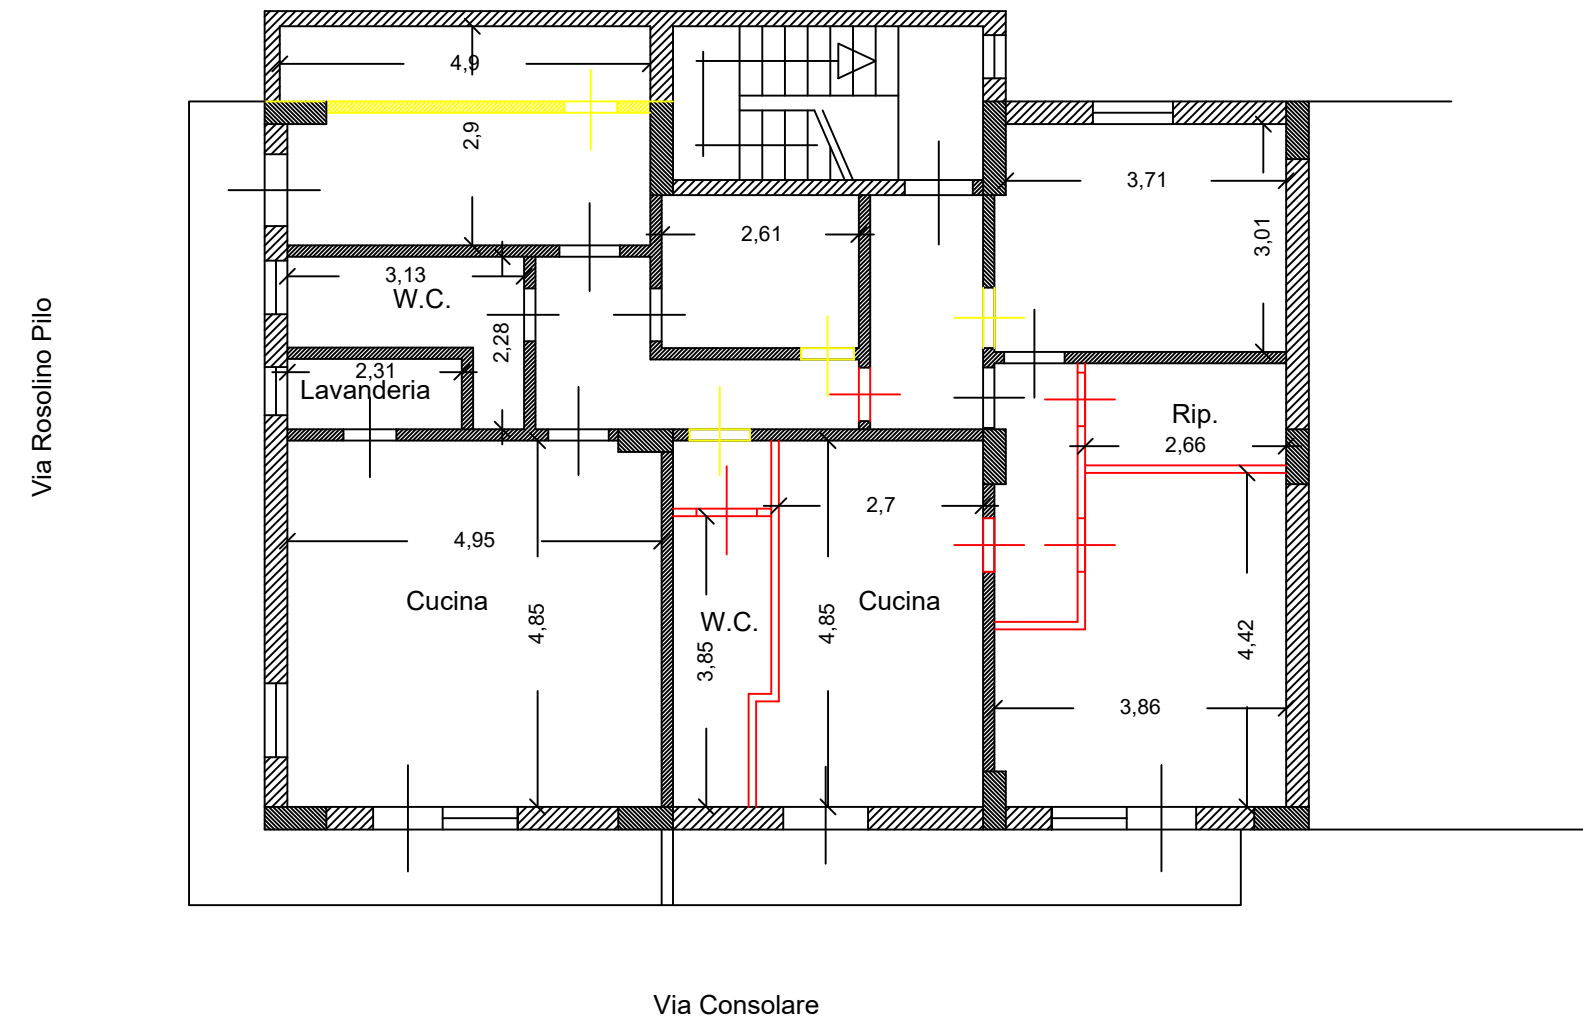 4,9
2,9
3,71
3,01
2,61
3,13
W.C.
2,28
2,31
Lavanderia
Rip.
2,66
2,7
4,95
Cucina
4,85
W.C.
3,85
4,85
Cucina
4,42
3,86
Via Rosolino Pilo
Via Consolare